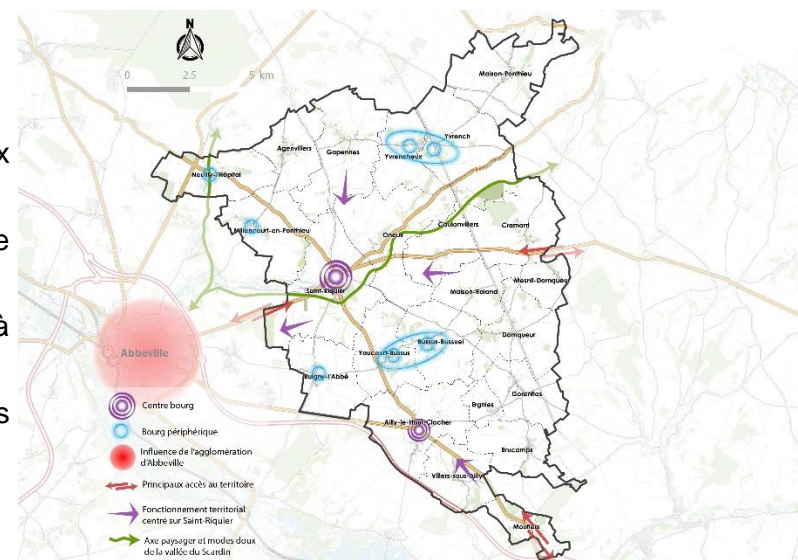 x
e
à
s
N
0 2.5 5 km
Maison-Ponthieu
Yvrench
Yvrencheux
Agenvillers
Gapennes
Neuilly-l'Hôpital
Millencourt-en-Ponthieu
Oneux
Coulonvillers
Cramont
Saint-Riquier
Mesnil-Domqueur
Maison-Roland
Abbeville
Bussus-Bussuel
Yaucourt-Bussus
Domqueur
Buigny-l'Abbé
Gorenflos
Ergnies
Ailly-le-Haut-Clocher
Brucamps
Villers-sous-Ailly
Mouflers
Centre bourg
Bourg périphérique
Influence de l'agglomération
d'Abbeville
Principaux accès au territoire
Fonctionnement territorial
centré sur Saint-Riquier
Axe paysager et modes doux
de la vallée du Scardin